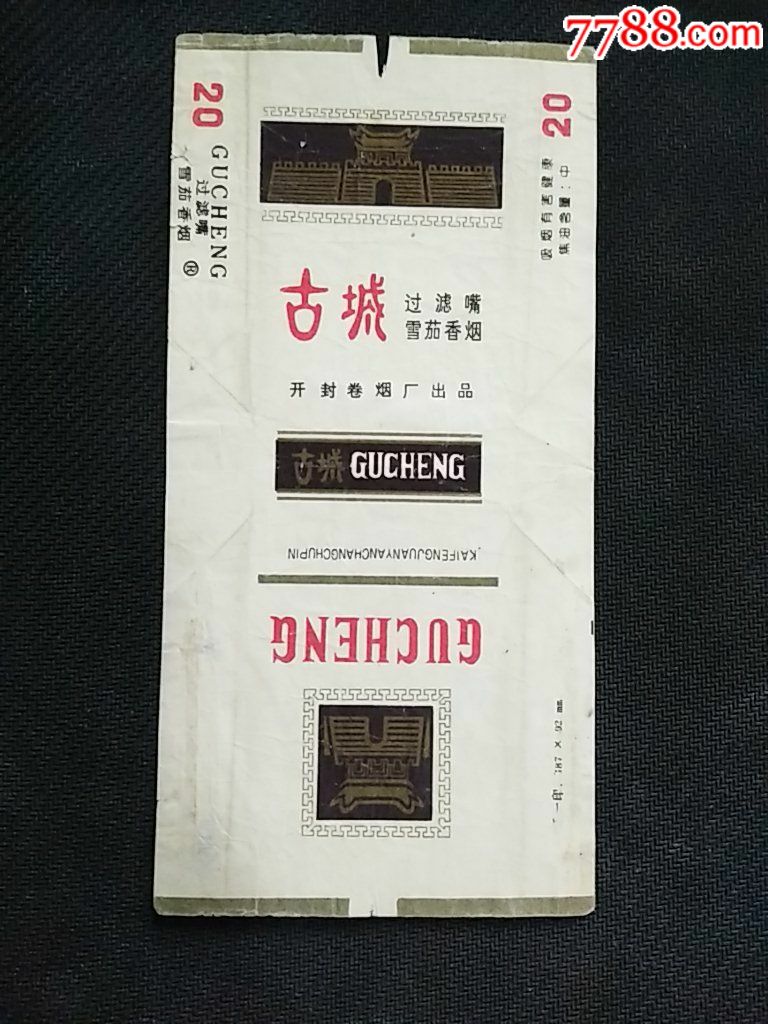 7788.com
20
GUCHENG
过滤嘴
雪茄香烟 ®
古城
过滤嘴
雪茄香烟
开封卷烟厂出品
古城 GUCHENG
KAIFENGJUANYANCHANGCHUPIN
GUCHENG
20
吸烟有害健康
焦油含量：中
一印. 187 × 92 mm